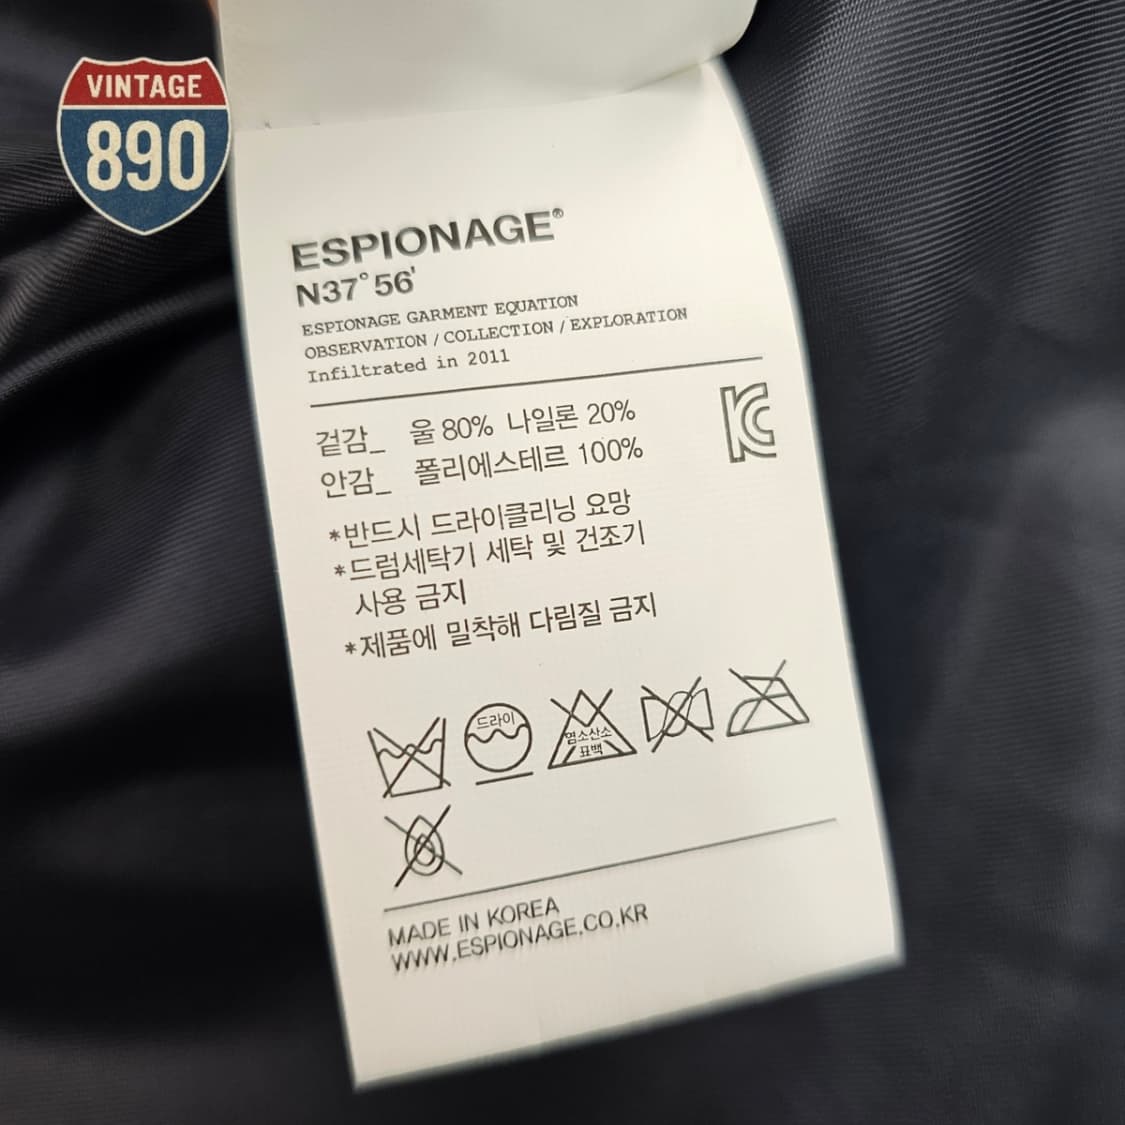 VINTAGE
890
ESPIONAGE®
N37° 56'
ESPIONAGE GARMENT EQUATION
OBSERVATION / COLLECTION / EXPLORATION
Infiltrated in 2011
겉감_ 울 80% 나일론 20%
안감_ 폴리에스테르 100%
*반드시 드라이클리닝 요망
*드럼세탁기 세탁 및 건조기
사용 금지
*제품에 밀착해 다림질 금지
드라이
염소산소
표백
MADE IN KOREA
WWW.ESPIONAGE.CO.KR